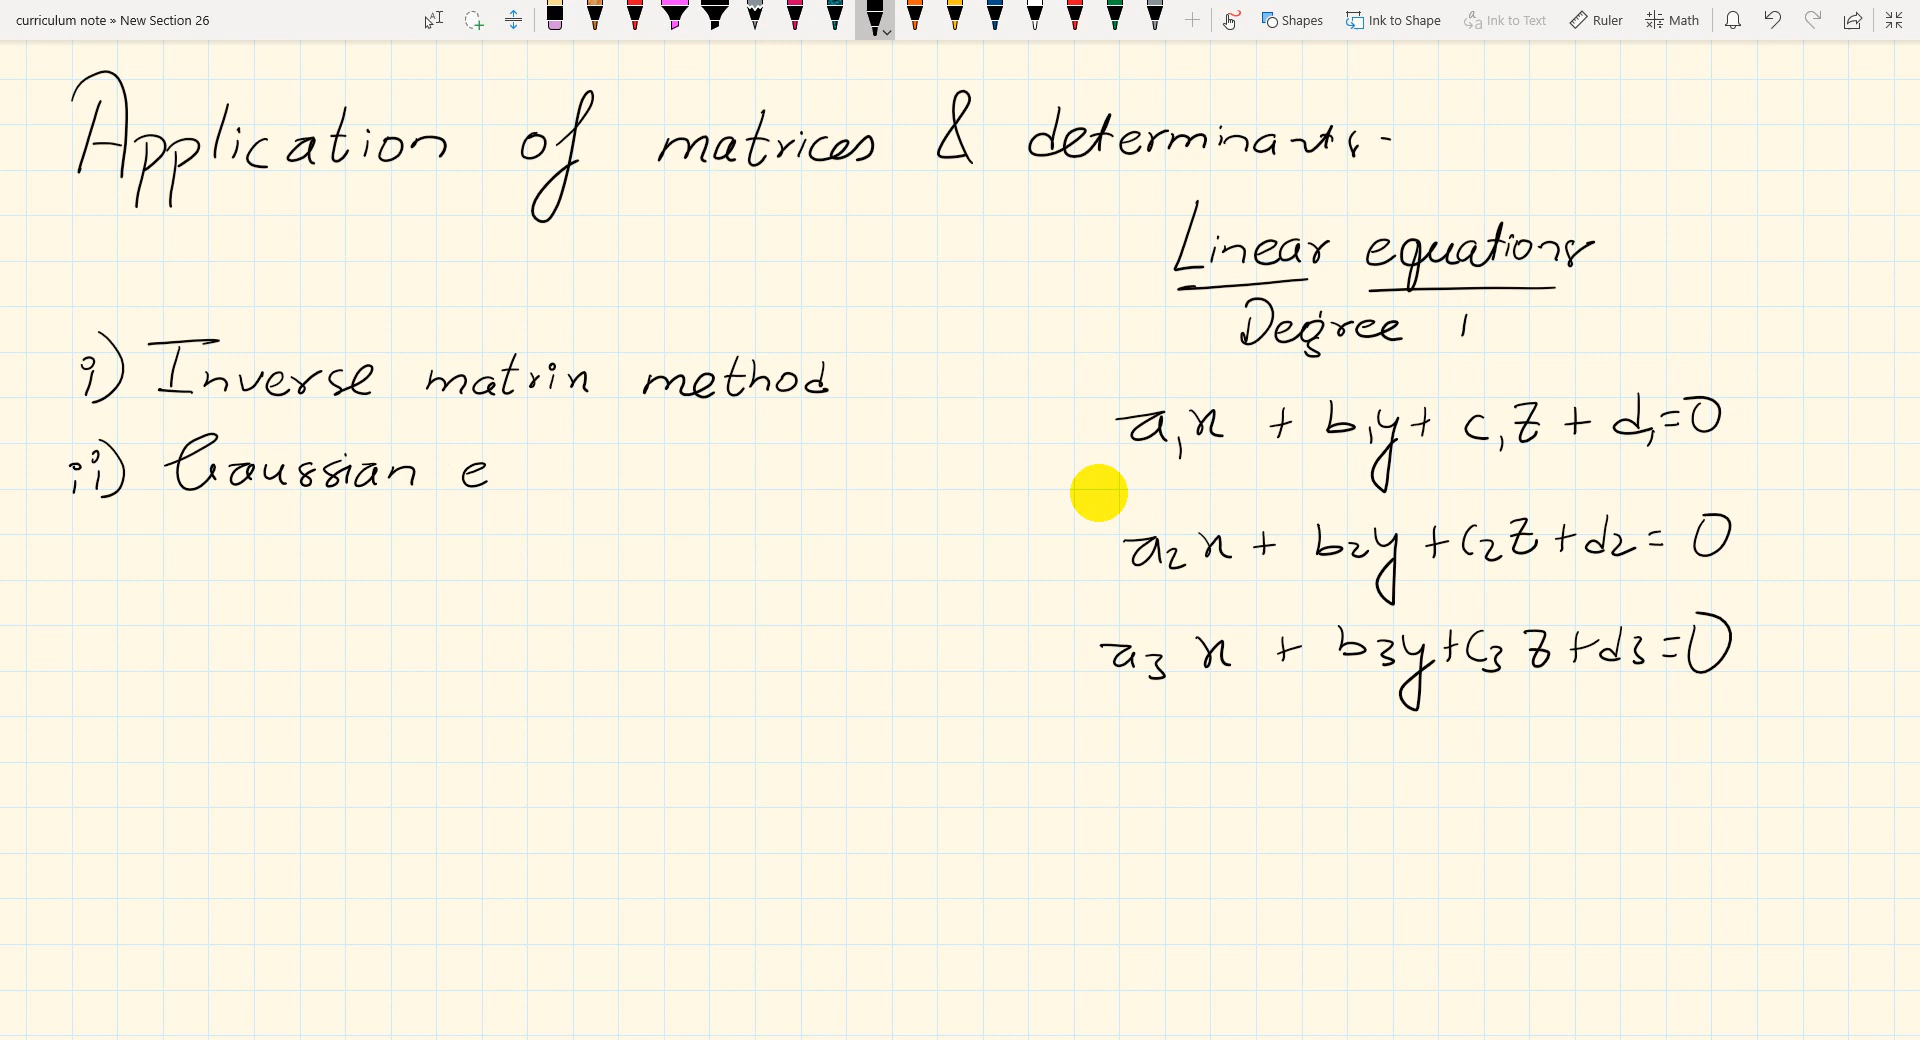 curriculum note » New Section 26
Shapes Ink to Shape Ink to Text Ruler Math
Application of matrices & determinants.
Linear equations
Degree 1
i) Inverse matrix method
ii) Gaussian e
a₁x + b₁y + c₁z + d₁ = 0
a₂x + b₂y + c₂z + d₂ = 0
a₃x + b₃y + c₃z + d₃ = 0